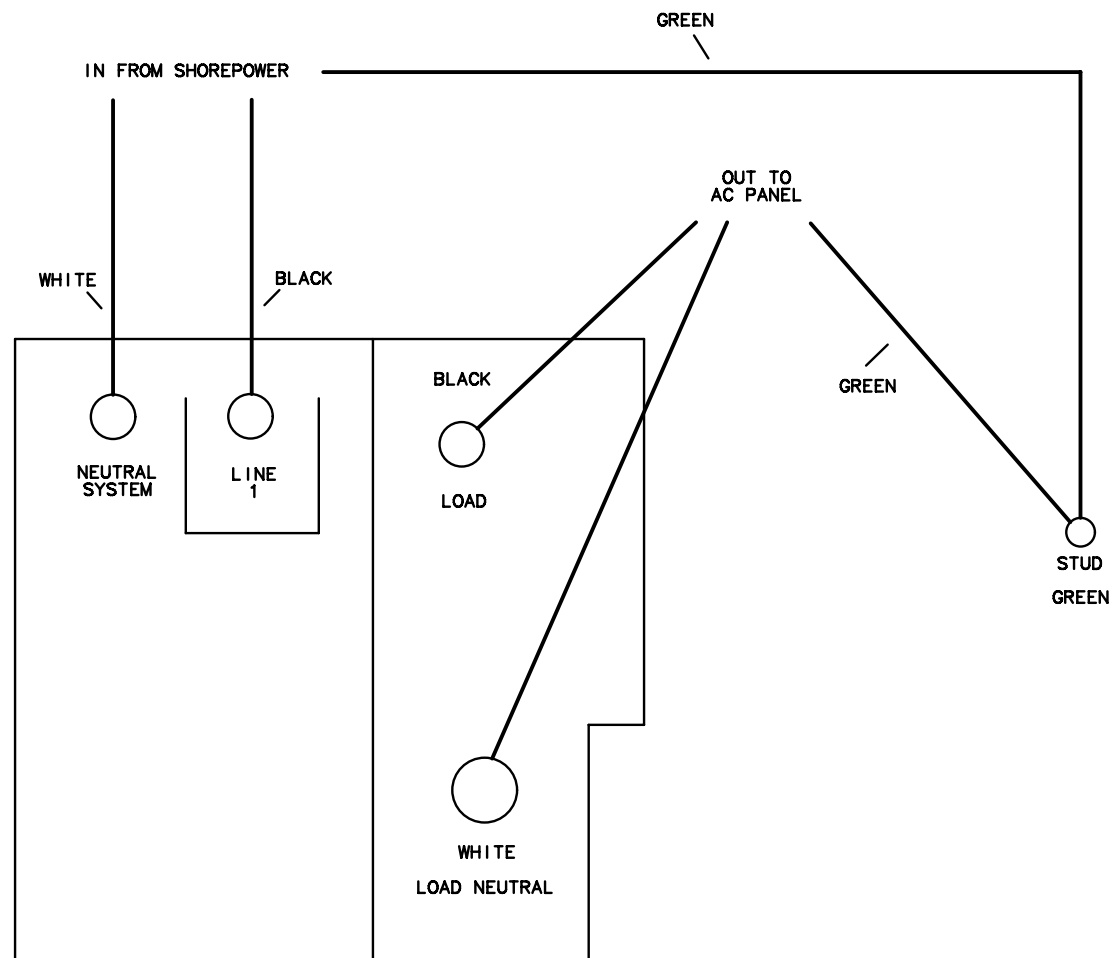 GREEN
IN FROM SHOREPOWER
OUT TO
AC PANEL
WHITE
BLACK
BLACK
GREEN
NEUTRAL
SYSTEM
LINE
1
LOAD
STUD
GREEN
WHITE
LOAD NEUTRAL